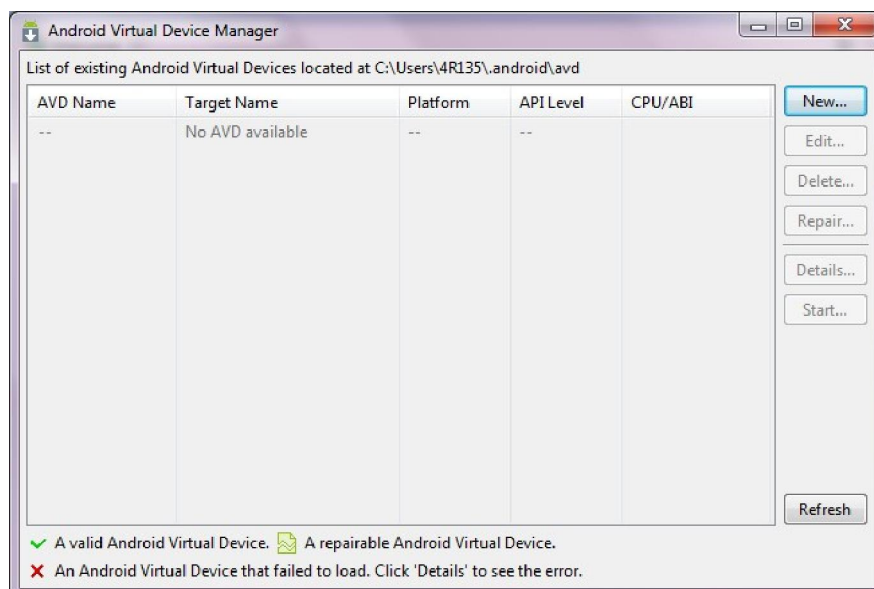 Android Virtual Device Manager
List of existing Android Virtual Devices located at C:\Users\4R135\.android\avd
AVD Name Target Name Platform API Level CPU/ABI
-- No AVD available -- --
New...
Edit...
Delete...
Repair...
Details...
Start...
Refresh
A valid Android Virtual Device. A repairable Android Virtual Device.
An Android Virtual Device that failed to load. Click 'Details' to see the error.